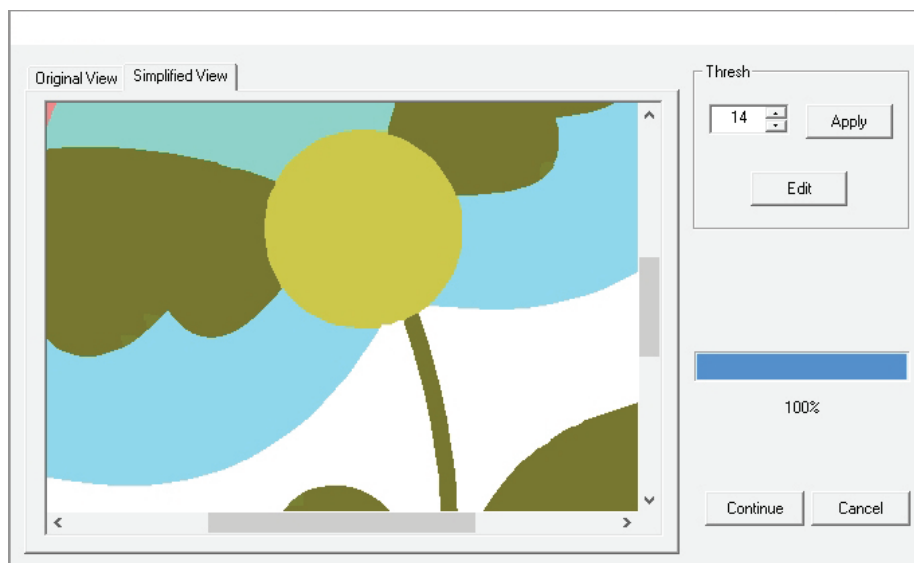 Original View
Simplified View
Thresh
14
Apply
Edit
100%
Continue
Cancel